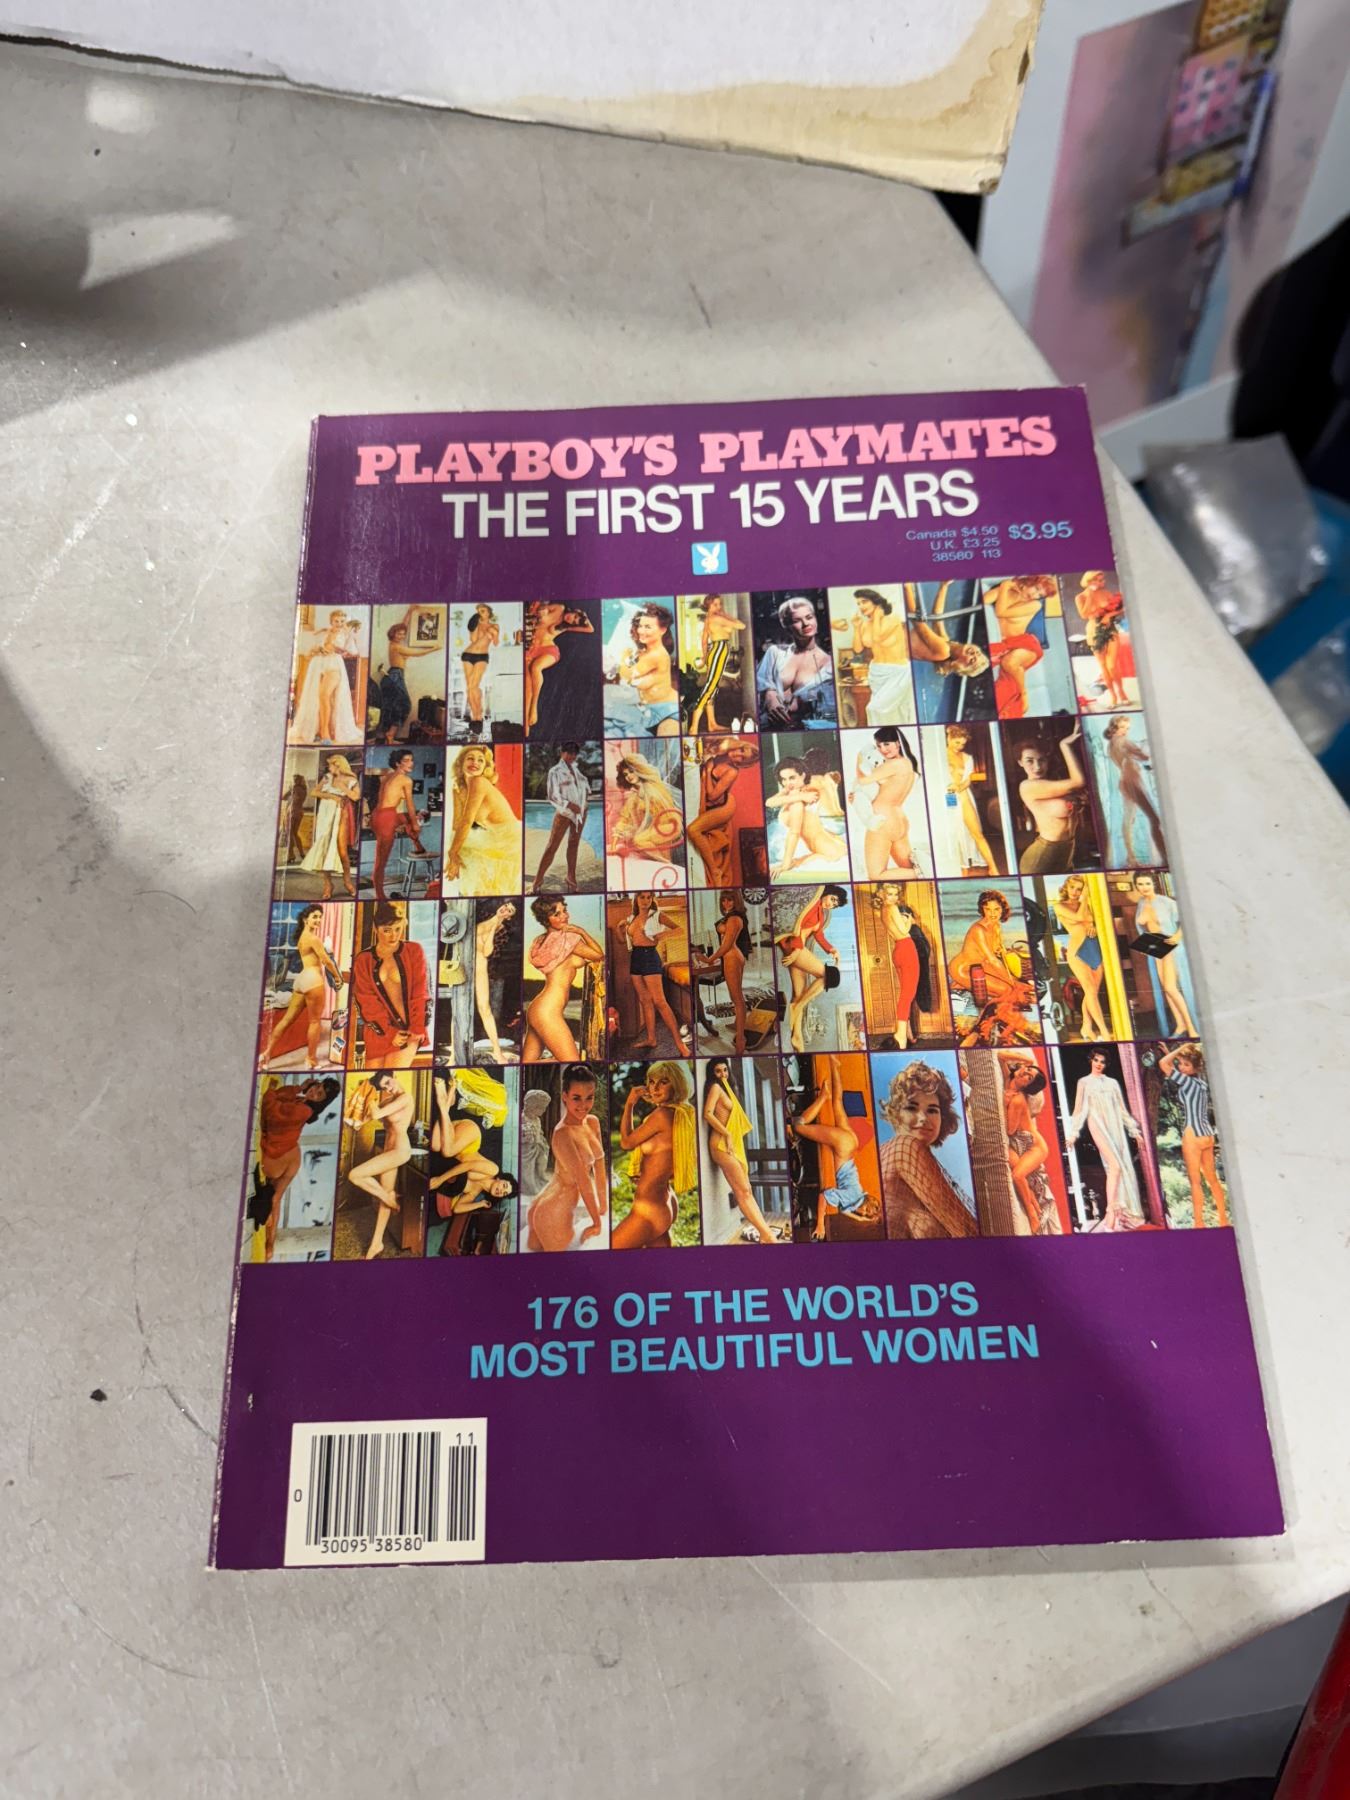 PLAYBOY'S PLAYMATES
THE FIRST 15 YEARS
Canada $4.50
U.K. £3.25
38580 113
$3.95
176 OF THE WORLD'S
MOST BEAUTIFUL WOMEN
11
0
30095 38580